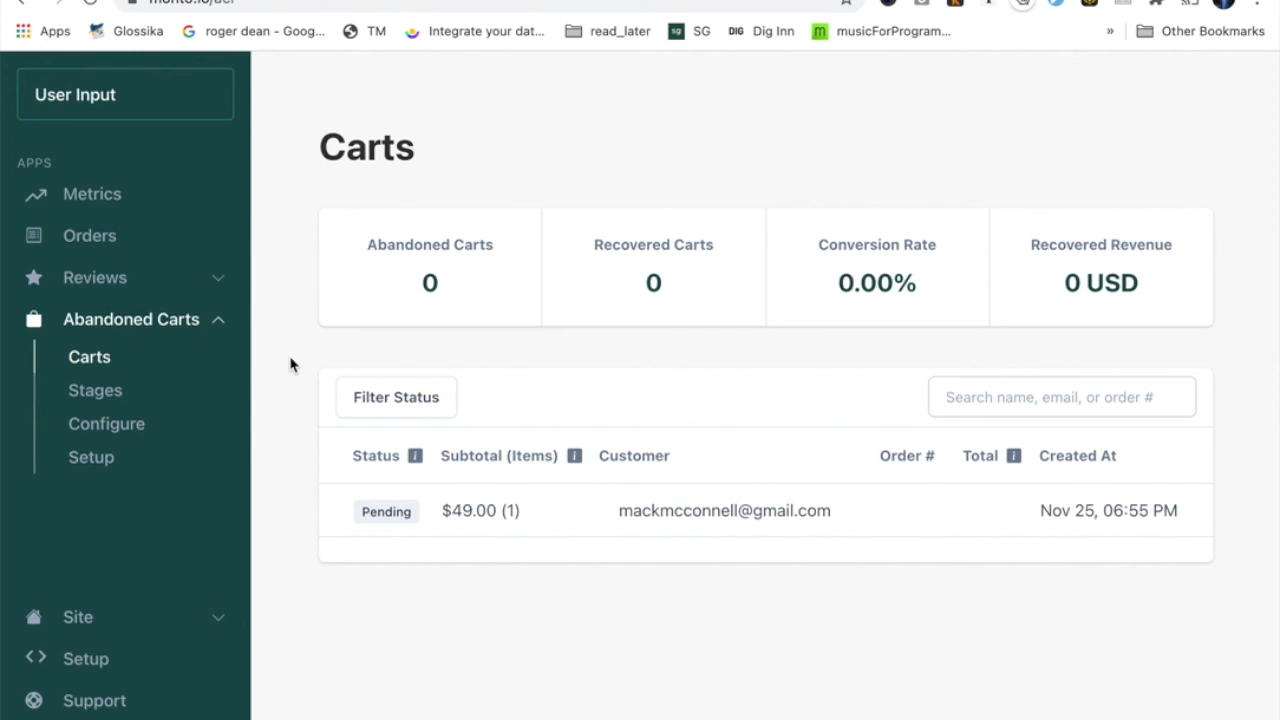 Apps Glossika roger dean - Goog... TM Integrate your dat... read_later sg SG DIG Dig Inn m musicForProgram... » Other Bookmarks
User Input
APPS
Metrics
Orders
Reviews
Abandoned Carts
Carts
Stages
Configure
Setup
Site
Setup
Support
Carts
Abandoned Carts Recovered Carts Conversion Rate Recovered Revenue
0 0 0.00% 0 USD
Filter Status Search name, email, or order #
Status i Subtotal (Items) i Customer Order # Total i Created At
Pending $49.00 (1) mackmcconnell@gmail.com Nov 25, 06:55 PM